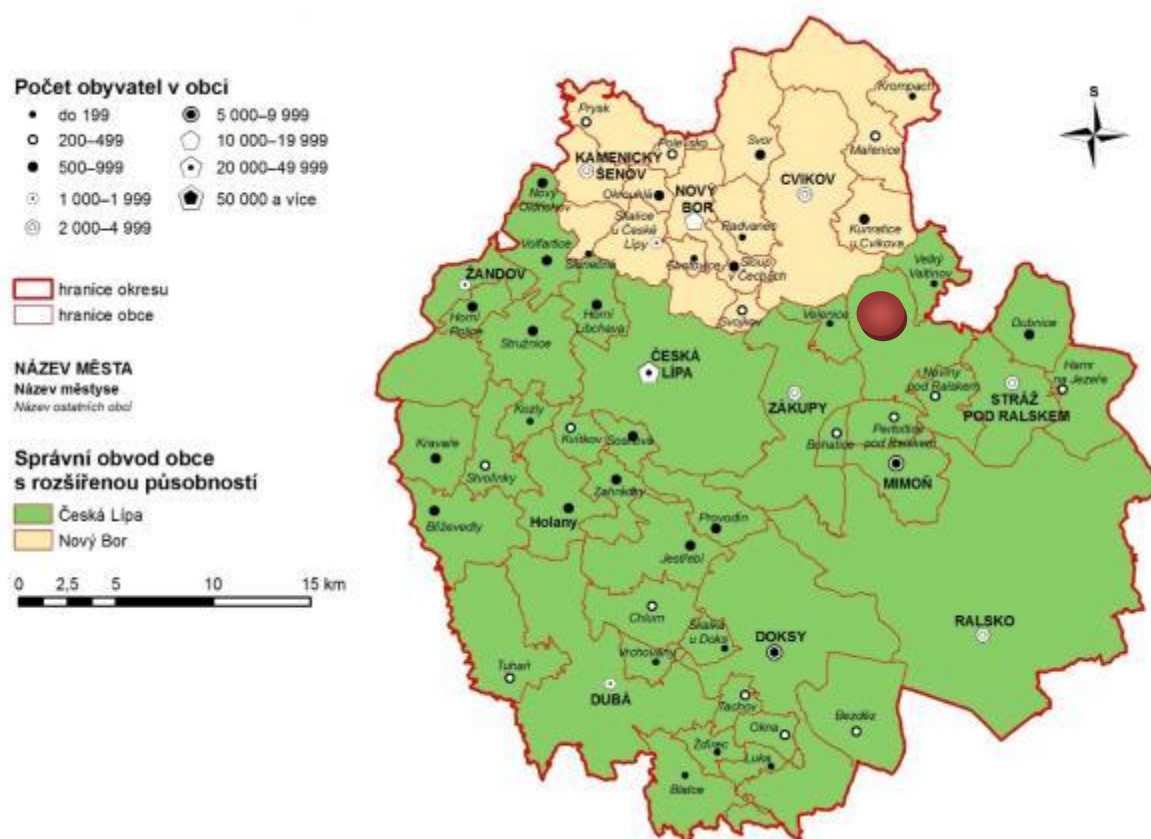 Počet obyvatel v obci
do 199
200–499
500–999
1 000–1 999
2 000–4 999
5 000–9 999
10 000–19 999
20 000–49 999
50 000 a více
hranice okresu
hranice obce
NÁZEV MĚSTA
Název městyse
Název ostatních obcí
Správní obvod obce
s rozšířenou působností
Česká Lípa
Nový Bor
0 2,5 5 10 15 km
S
Krompach
Prysk
Polevsko
Svor
Mařenice
KAMENICKÝ
ŠENOV
CVIKOV
Nový
Oldřichov
Okrouhlá
NOVÝ
BOR
Skalice
u České
Lípy
Radvanec
Kunratice
u Cvikova
Volfartice
Slunečná
Sloup
v Čechách
Velký
Valtinov
ŽANDOV
Horní
Police
Horní
Libchava
Svojkov
Velenice
Dubnice
Stružnice
ČESKÁ
LÍPA
Noviny
pod Ralskem
Hamr
na Jezeře
STRÁŽ
POD RALSKEM
ZÁKUPY
Kozly
Kvítkov
Sosnová
Bohatice
Pertoltice
pod Ralskem
Kravaře
Stvolínky
Zahrádky
MIMOŇ
Blíževedly
Holany
Provodín
Jestřebí
Chlum
Skalka
u Doks
DOKSY
RALSKO
Vrchovany
Tuhaň
DUBÁ
Tachov
Okna
Bezděz
Ždírec
Luka
Blatce